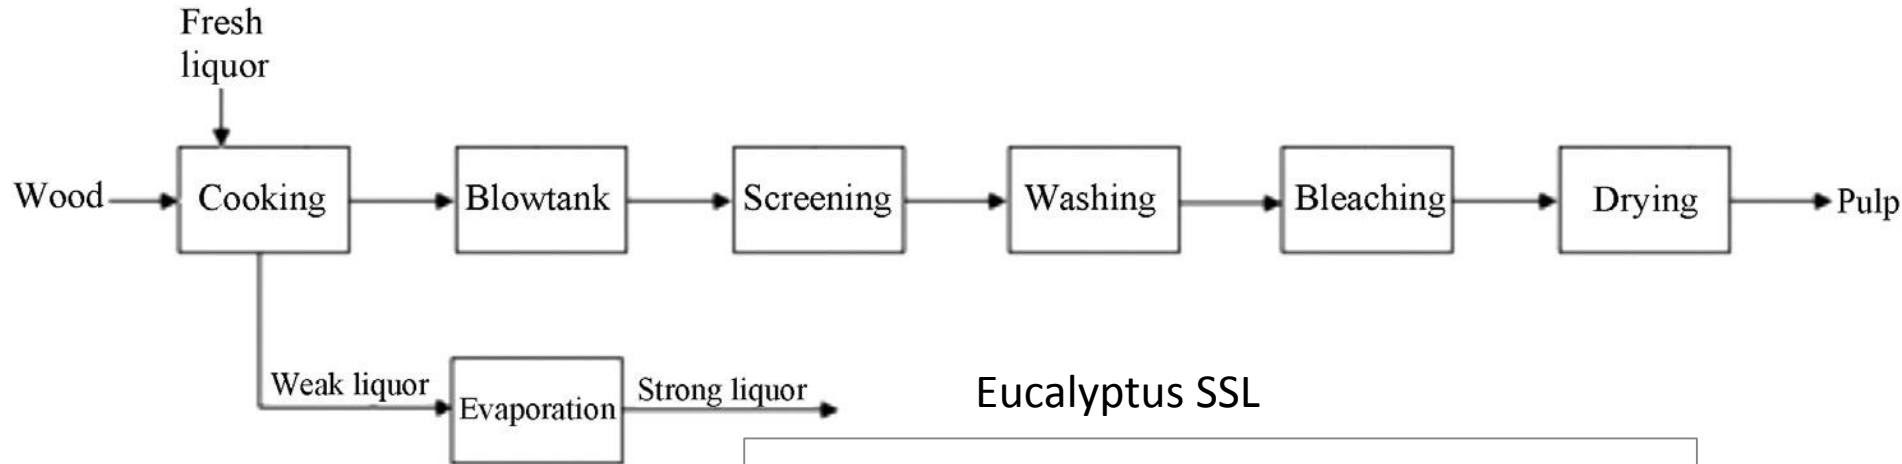 Fresh
liquor
Wood
Cooking
Blowtank
Screening
Washing
Bleaching
Drying
Pulp
Weak liquor
Evaporation
Strong liquor
Eucalyptus SSL